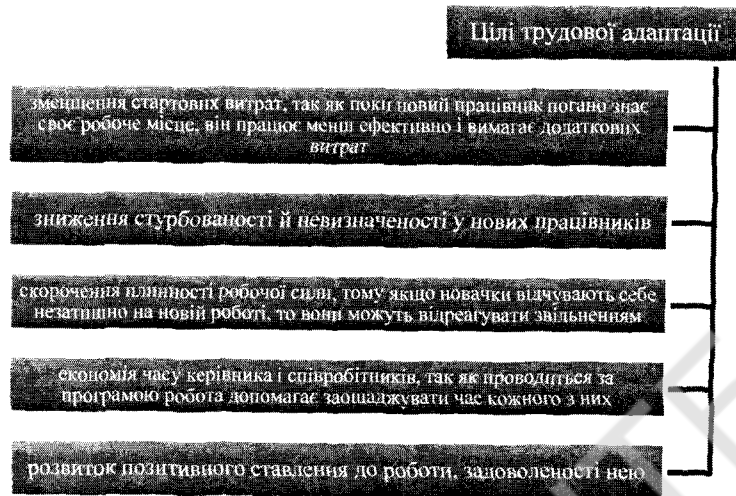 Цілі трудової адаптації
зменшення стартових витрат, так як поки новий працівник погано знає
своє робоче місце, він працює менш ефективно і вимагає додаткових
витрат
зниження стурбованості й невизначеності у нових працівників
скорочення плинності робочої сили, тому якщо новачки відчувають себе
незатишно на новій роботі, то вони можуть відреагувати звільненням
економія часу керівника і співробітників, так як проводиться за
програмою робота допомагає заощаджувати час кожного з них
розвиток позитивного ставлення до роботи, задоволеності нею